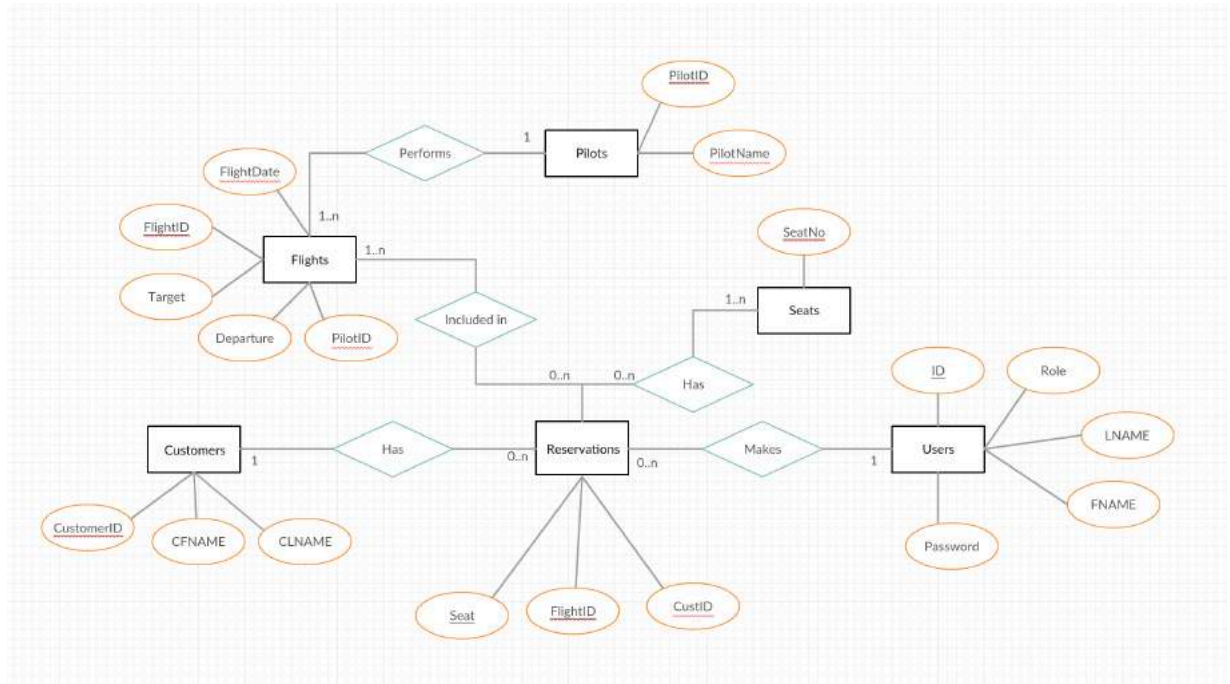 PilotID
Performs
1
Pilots
PilotName
FlightDate
1..n
FlightID
Flights
1..n
SeatNo
Target
1..n
Seats
Departure
PilotID
Included in
0..n
0..n
Has
ID
Role
Customers
1
Has
0..n
Reservations
0..n
Makes
1
Users
LNAME
FNAME
CustomerID
CFNAME
CLNAME
Password
Seat
FlightID
CustID